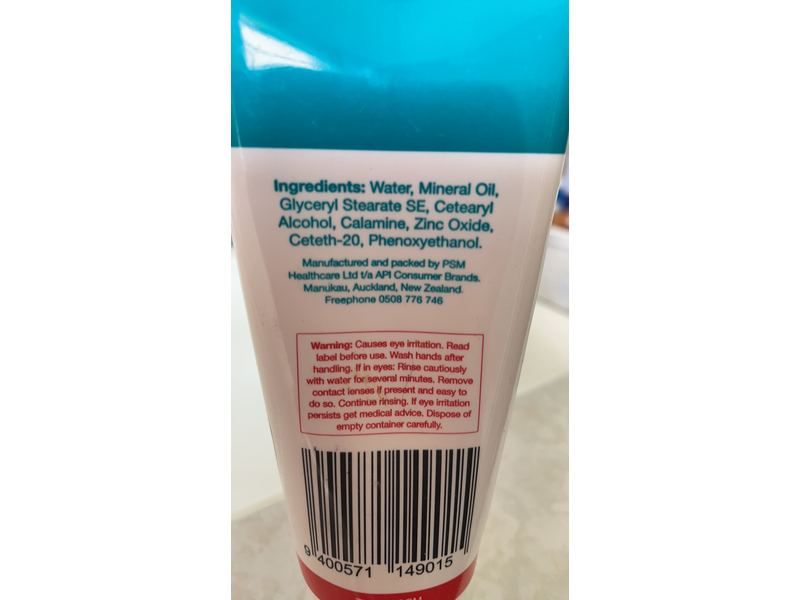 Ingredients: Water, Mineral Oil,
Glyceryl Stearate SE, Cetearyl
Alcohol, Calamine, Zinc Oxide,
Ceteth-20, Phenoxyethanol.
Manufactured and packed by PSM
Healthcare Ltd t/a API Consumer Brands.
Manukau, Auckland, New Zealand.
Freephone 0508 776 746
Warning: Causes eye irritation. Read
label before use. Wash hands after
handling. If in eyes: Rinse cautiously
with water for several minutes. Remove
contact lenses if present and easy to
do so. Continue rinsing. If eye irritation
persists get medical advice. Dispose of
empty container carefully.
9 400571 149015